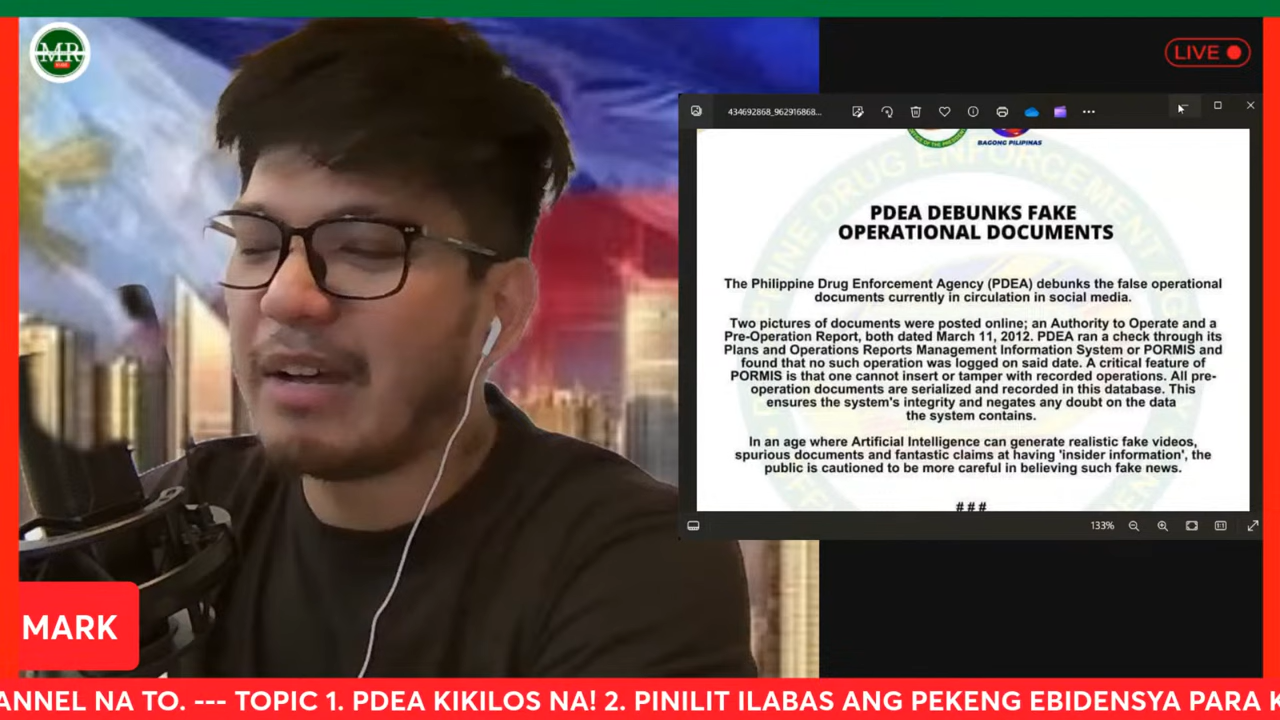 MR
LIVE
434692868_962916868...
BAGONG PILIPINAS
PHILIPPINE DRUG ENFORCEMENT
PDEA DEBUNKS FAKE
OPERATIONAL DOCUMENTS
The Philippine Drug Enforcement Agency (PDEA) debunks the false operational
documents currently in circulation in social media.
Two pictures of documents were posted online; an Authority to Operate and a
Pre-Operation Report, both dated March 11, 2012. PDEA ran a check through its
Plans and Operations Reports Management Information System or PORMIS and
found that no such operation was logged on said date. A critical feature of
PORMIS is that one cannot insert or tamper with recorded operations. All pre-
operation documents are serialized and recorded in this database. This
ensures the system's integrity and negates any doubt on the data
the system contains.
In an age where Artificial Intelligence can generate realistic fake videos,
spurious documents and fantastic claims at having 'insider information', the
public is cautioned to be more careful in believing such fake news.
###
133%
MARK
ANNEL NA TO. --- TOPIC 1. PDEA KIKILOS NA! 2. PINILIT ILABAS ANG PEKENG EBIDENSYA PARA K